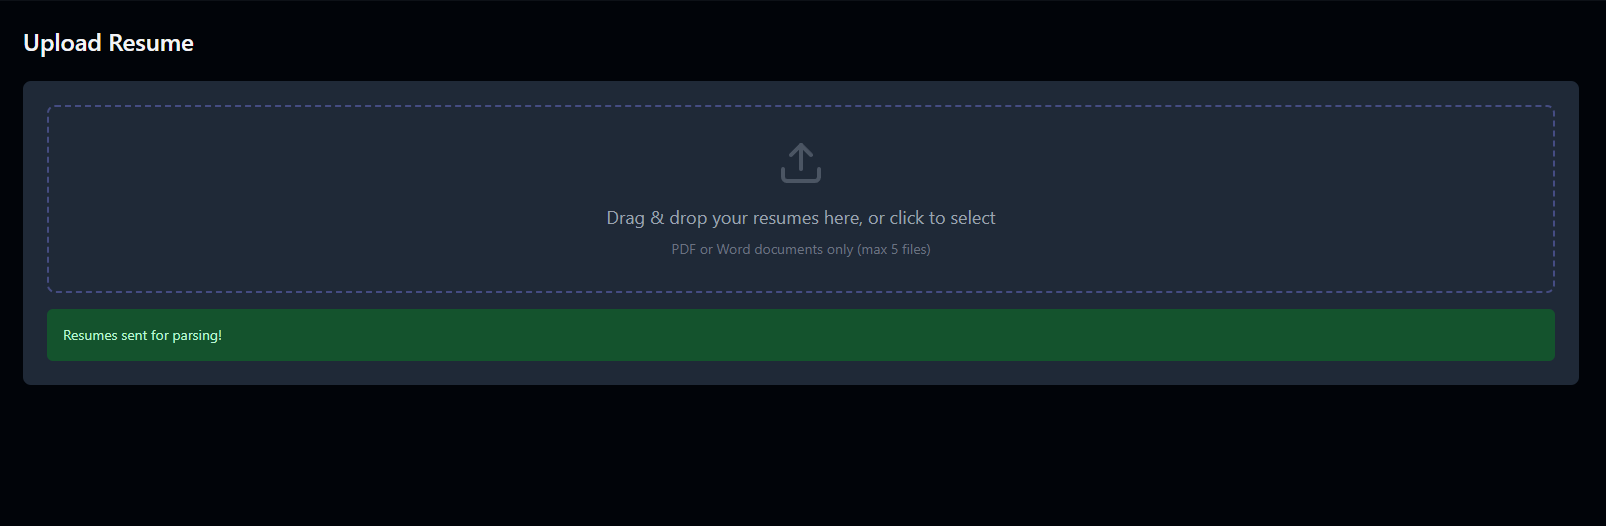 Upload Resume
Drag & drop your resumes here, or click to select
PDF or Word documents only (max 5 files)
Resumes sent for parsing!